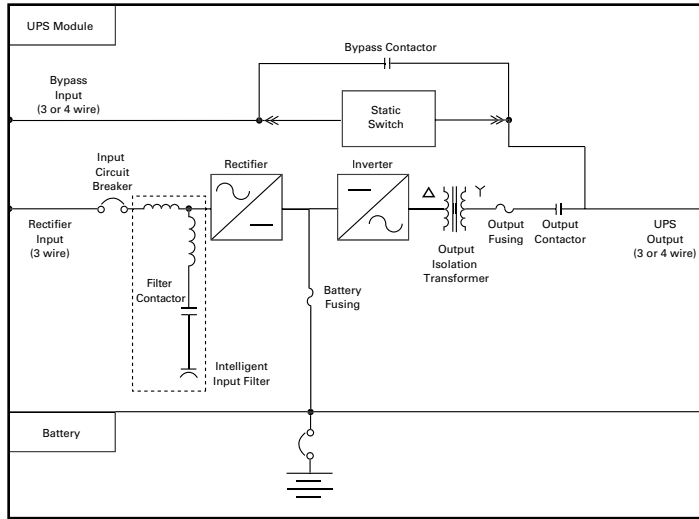 UPS Module
Bypass Contactor
Bypass
Input
(3 or 4 wire)
Static
Switch
Input
Circuit
Breaker
Rectifier
Inverter
Rectifier
Input
(3 wire)
Output
Fusing
Output
Contactor
UPS
Output
(3 or 4 wire)
Output
Isolation
Transformer
Filter
Contactor
Battery
Fusing
Intelligent
Input Filter
Battery